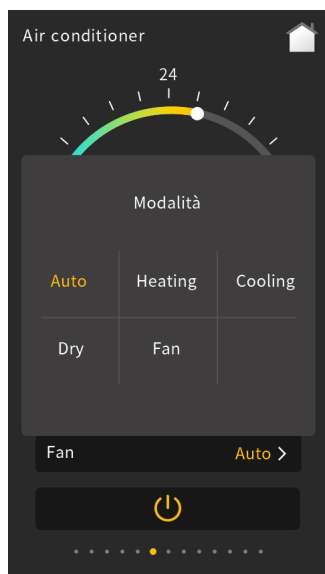 Air conditioner
24
Modalità
Auto Heating Cooling
Dry Fan
Fan Auto